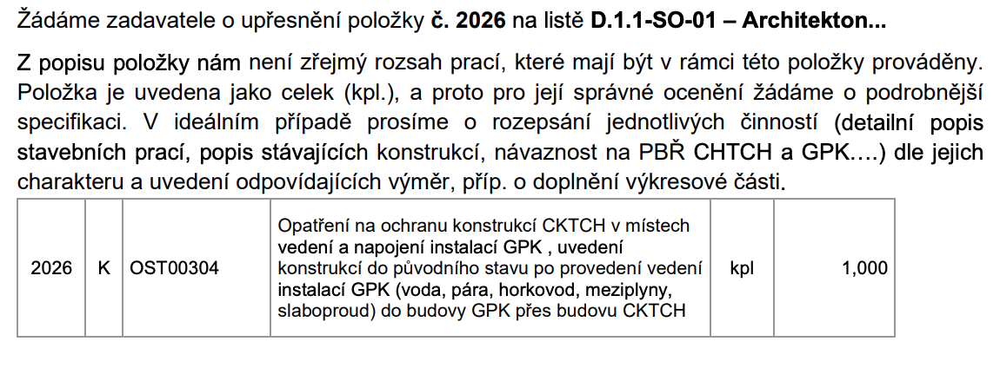 Žádáme zadavatele o upřesnění položky č. 2026 na listě D.1.1-SO-01 – Architekton...
Z popisu položky nám není zřejmý rozsah prací, které mají být v rámci této položky prováděny.
Položka je uvedena jako celek (kpl.), a proto pro její správné ocenění žádáme o podrobnější
specifikaci. V ideálním případě prosíme o rozepsání jednotlivých činností (detailní popis
stavebních prací, popis stávajících konstrukcí, návaznost na PBŘ CHTCH a GPK….) dle jejich
charakteru a uvedení odpovídajících výměr, příp. o doplnění výkresové části.
Opatření na ochranu konstrukcí CKTCH v místech
vedení a napojení instalací GPK , uvedení
2026 K OST00304 konstrukcí do původního stavu po provedení vedení kpl 1,000
instalací GPK (voda, pára, horkovod, meziplyny,
slaboproud) do budovy GPK přes budovu CKTCH